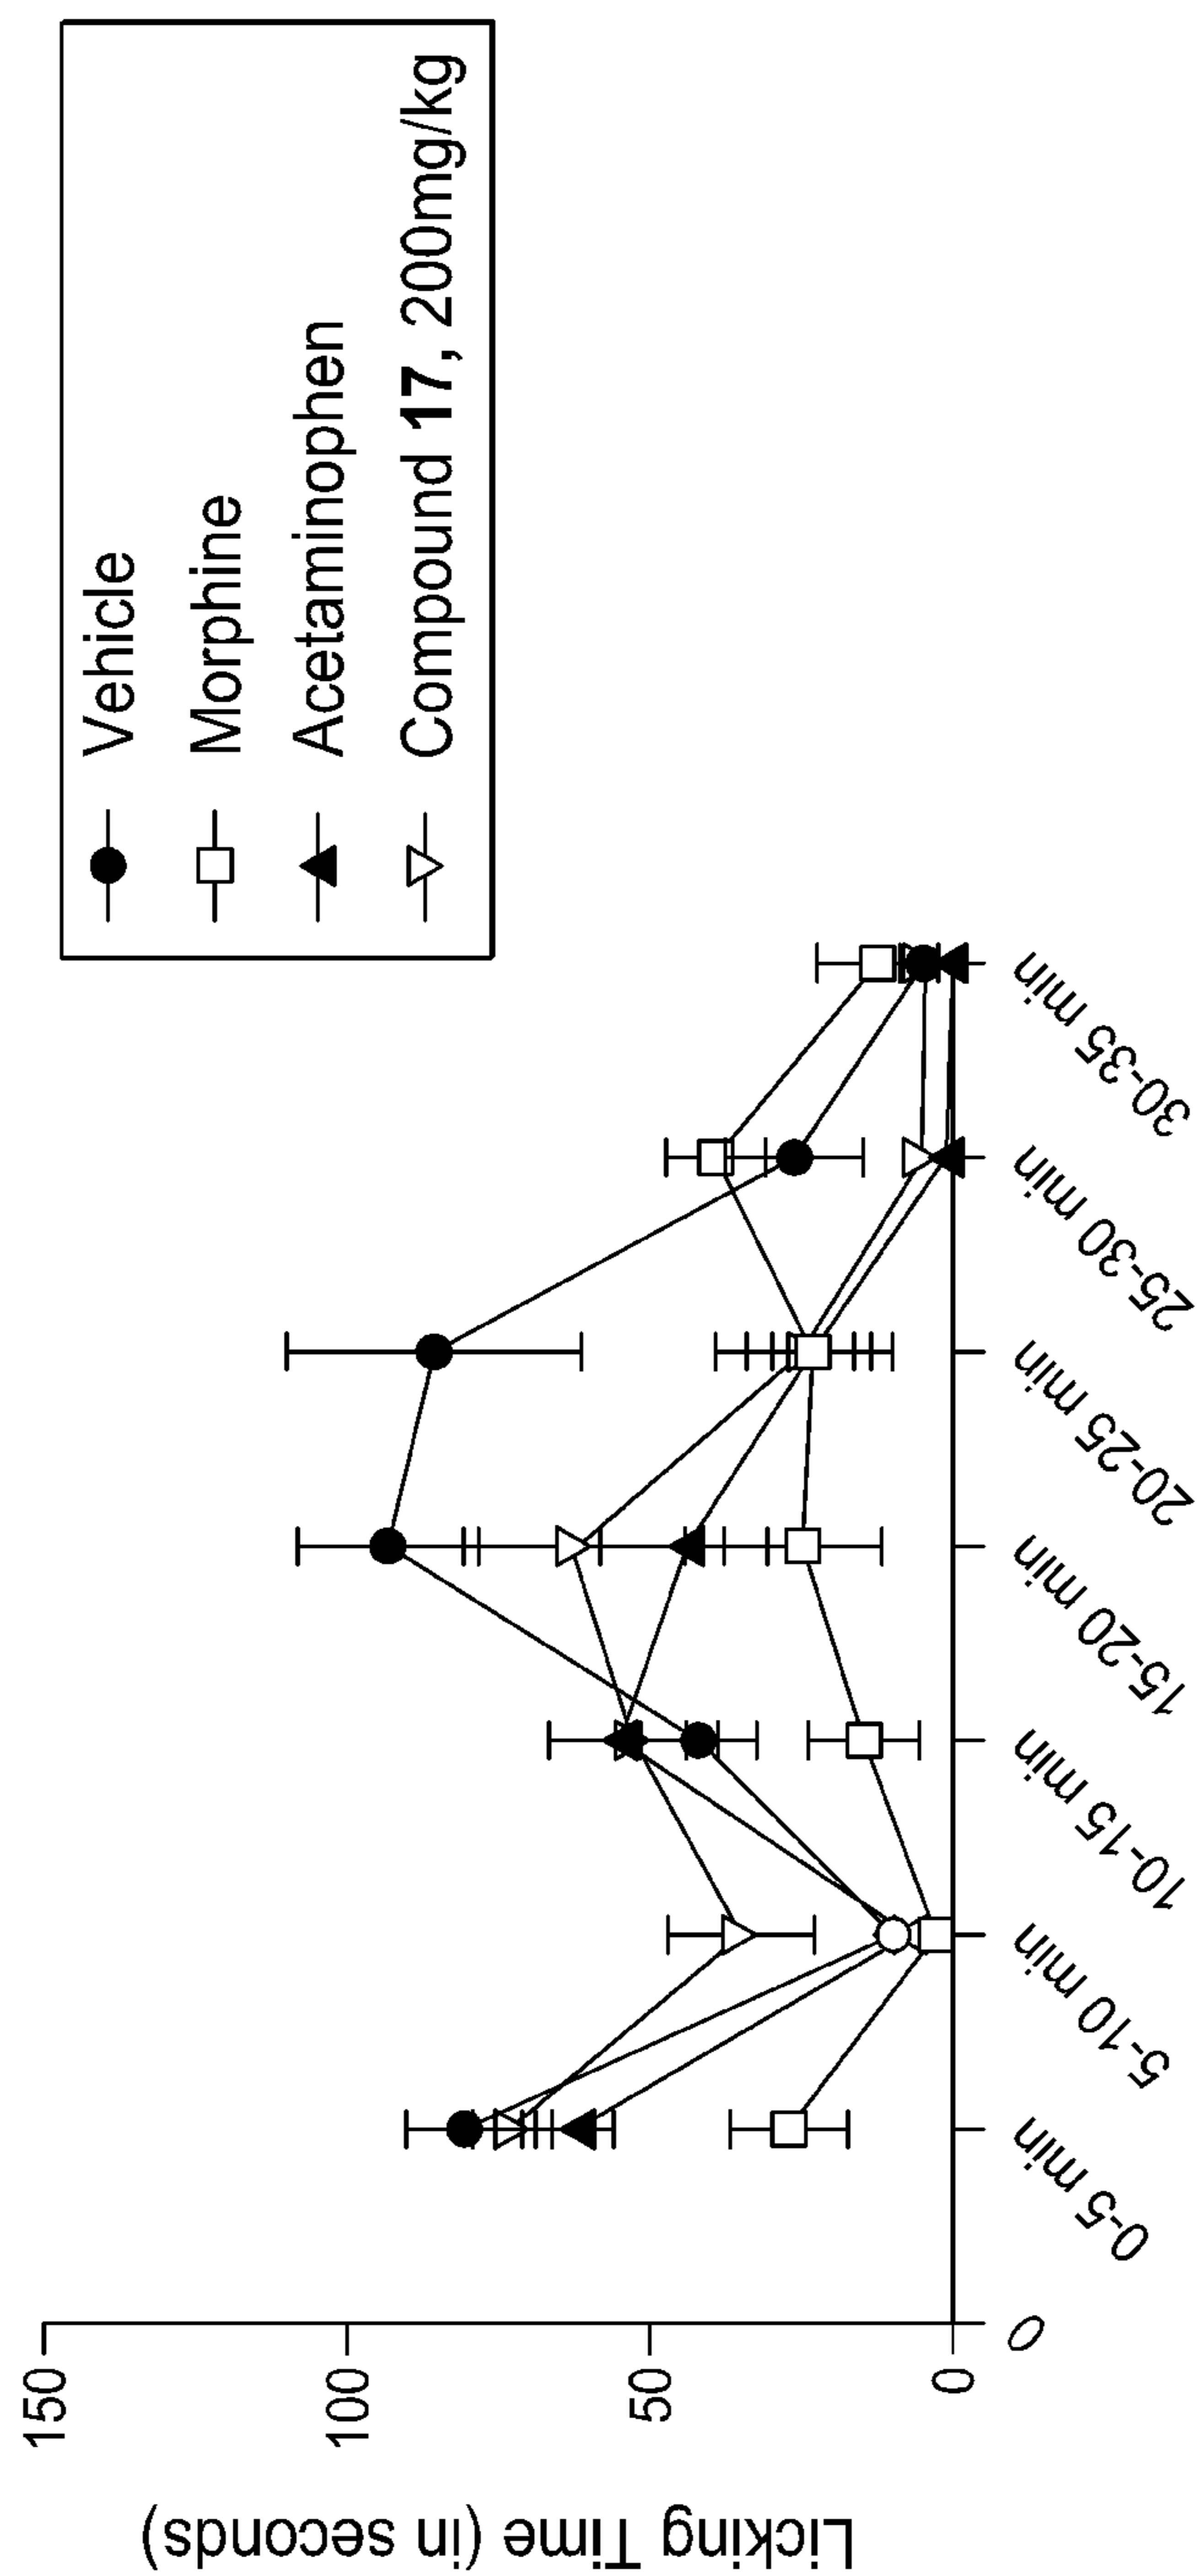 Licking Time (in seconds)
150
100
50
0
0
0-5 min
5-10 min
10-15 min
15-20 min
20-25 min
25-30 min
30-35 min
Vehicle
Morphine
Acetaminophen
Compound 17, 200mg/kg